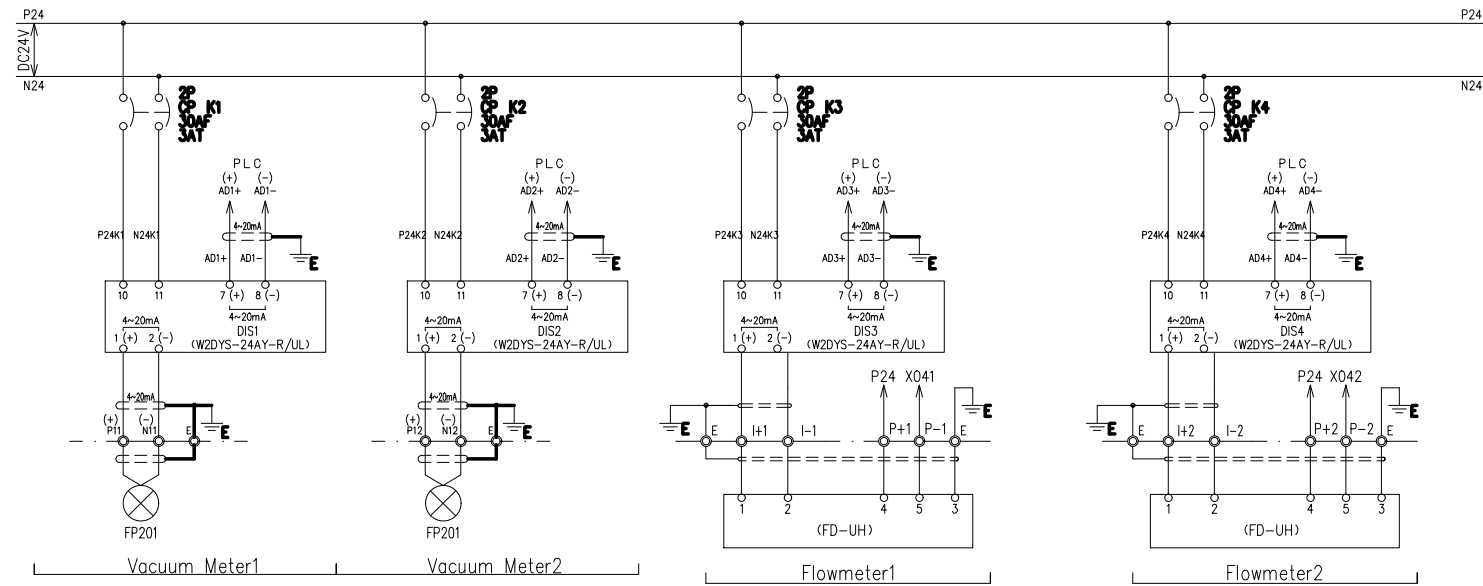 P24 P24
DC24V
N24 N24
2P 2P 2P 2P
CP K1 CP K2 CP K3 CP K4
30AF 30AF 30AF 30AF
3AT 3AT 3AT 3AT
PLC PLC PLC PLC
(+) (-) (+) (-) (+) (-) (+) (-)
AD1+ AD1- AD2+ AD2- AD3+ AD3- AD4+ AD4-
4~20mA 4~20mA 4~20mA 4~20mA
P24K1 N24K1 P24K2 N24K2 P24K3 N24K3 P24K4 N24K4
AD1+ AD1- E AD2+ AD2- E AD3+ AD3- E AD4+ AD4- E
10 11 7 (+) 8 (-) 10 11 7 (+) 8 (-) 10 11 7 (+) 8 (-) 10 11 7 (+) 8 (-)
4~20mA 4~20mA 4~20mA 4~20mA
4~20mA DIS1 4~20mA DIS2 4~20mA DIS3 4~20mA DIS4
1 (+) 2 (-) (W2DYS-24AY-R/UL) 1 (+) 2 (-) (W2DYS-24AY-R/UL) 1 (+) 2 (-) (W2DYS-24AY-R/UL) 1 (+) 2 (-) (W2DYS-24AY-R/UL)
P24 X041 P24 X042
4~20mA 4~20mA
(+) (-) E (+) (-) E E E E E
P11 N11 E P12 N12 E E I+1 I-1 P+1 P-1 E E I+2 I-2 P+2 P-2 E
1 2 4 5 3 1 2 4 5 3
FP201 FP201 (FD-UH) (FD-UH)
Vacuum Meter1 Vacuum Meter2 Flowmeter1 Flowmeter2